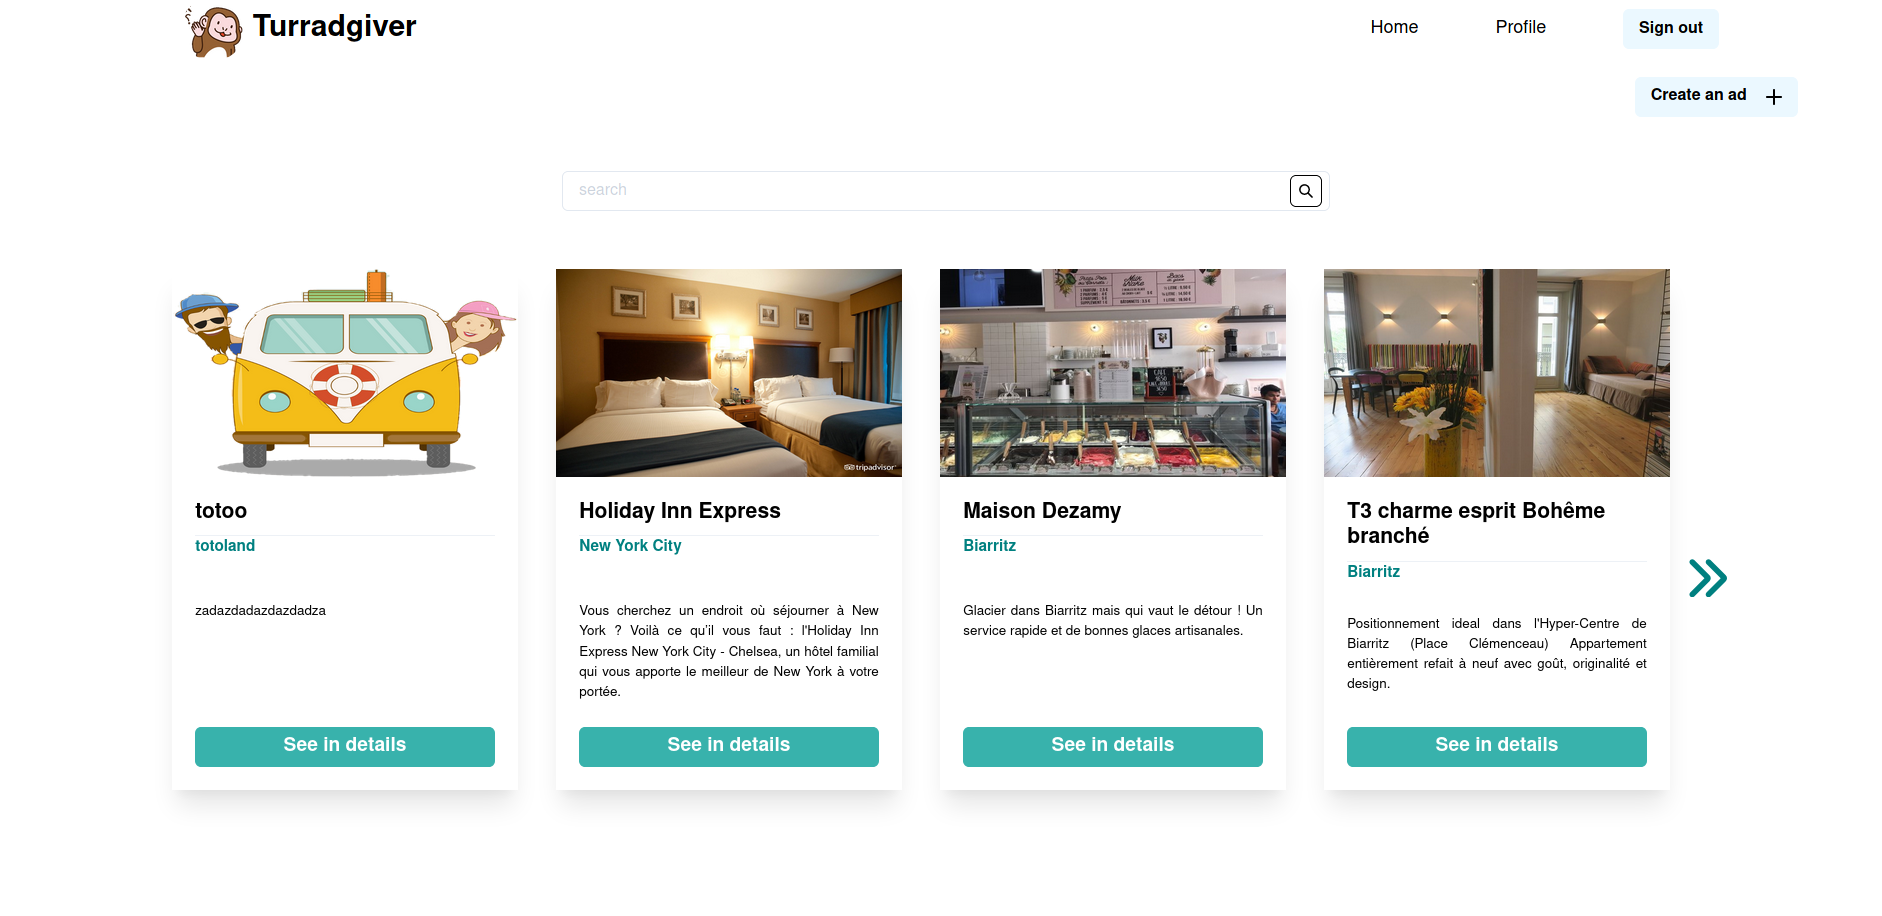 Turradgiver
Home
Profile
Sign out
Create an ad
search
tripadvisor
Milk
Shake
totoo
totoland
zadazdadazdazdadza
See in details
Holiday Inn Express
New York City
Vous cherchez un endroit où séjourner à New
York ? Voilà ce qu'il vous faut : l'Holiday Inn
Express New York City - Chelsea, un hôtel familial
qui vous apporte le meilleur de New York à votre
portée.
See in details
Maison Dezamy
Biarritz
Glacier dans Biarritz mais qui vaut le détour ! Un
service rapide et de bonnes glaces artisanales.
See in details
T3 charme esprit Bohême
branché
Biarritz
Positionnement ideal dans l'Hyper-Centre de
Biarritz (Place Clémenceau) Appartement
entièrement refait à neuf avec goût, originalité et
design.
See in details